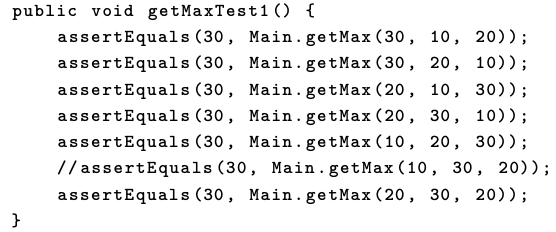 public void getMaxTest1() {
    assertEquals(30, Main.getMax(30, 10, 20));
    assertEquals(30, Main.getMax(30, 20, 10));
    assertEquals(30, Main.getMax(20, 10, 30));
    assertEquals(30, Main.getMax(20, 30, 10));
    assertEquals(30, Main.getMax(10, 20, 30));
    //assertEquals(30, Main.getMax(10, 30, 20));
    assertEquals(30, Main.getMax(20, 30, 20));
}